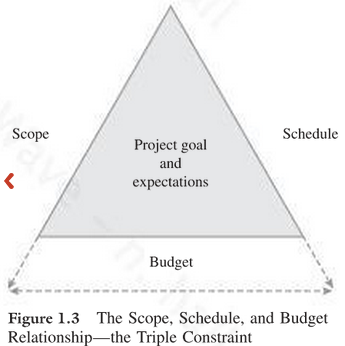 Scope
Schedule
Project goal
and
expectations
Budget
Figure 1.3 The Scope, Schedule, and Budget
Relationship—the Triple Constraint